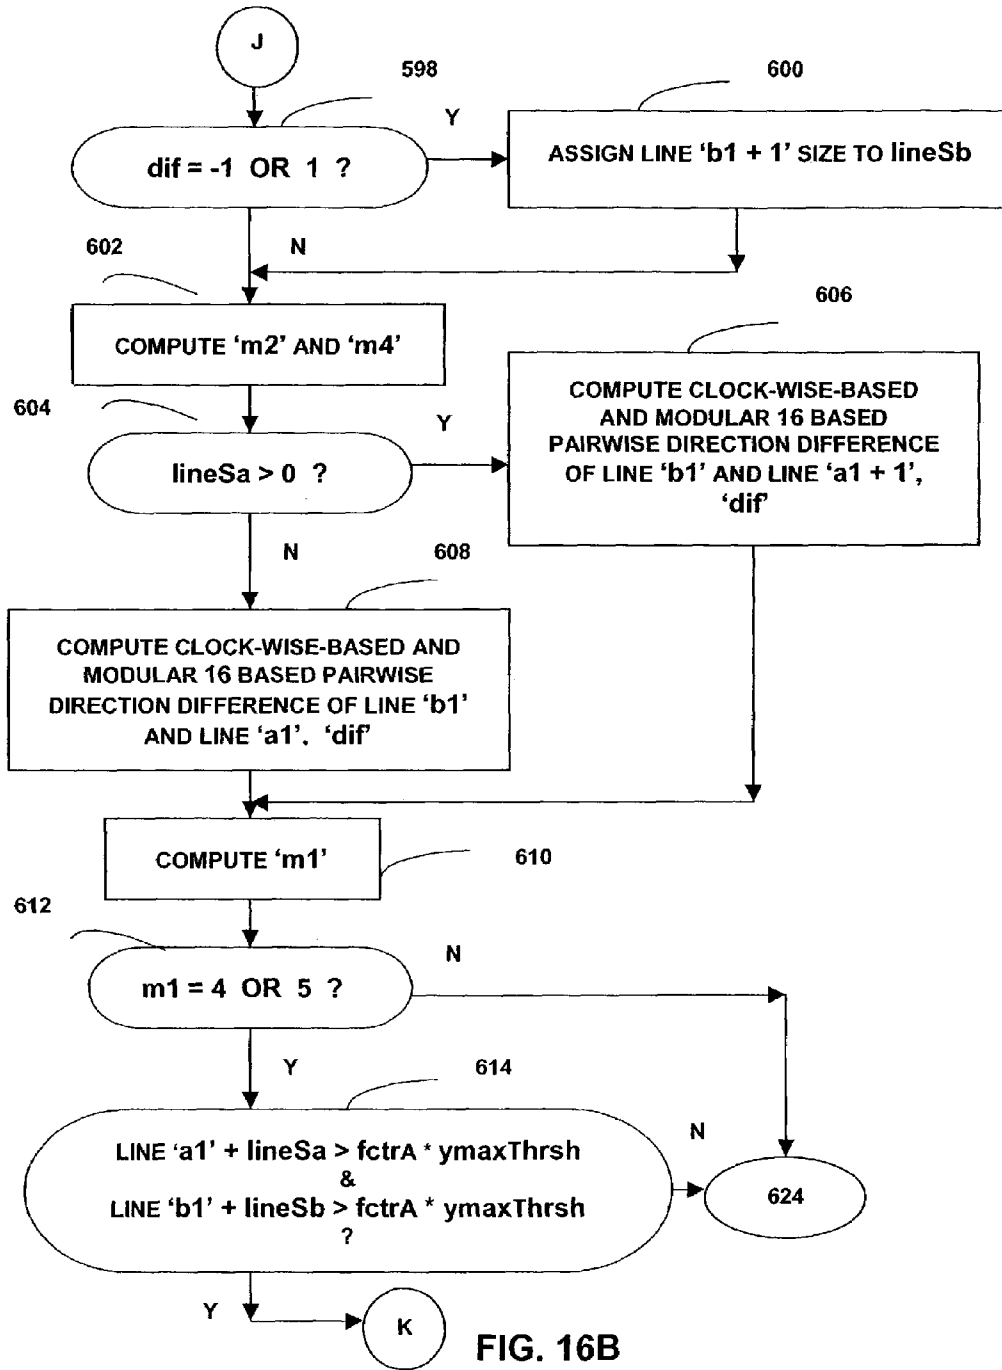 J
598
600
dif = -1 OR 1 ?
Y
ASSIGN LINE ‘b1 + 1’ SIZE TO lineSb
N
602
606
COMPUTE ‘m2’ AND ‘m4’
604
Y
lineSa > 0 ?
COMPUTE CLOCK-WISE-BASED
AND MODULAR 16 BASED
PAIRWISE DIRECTION DIFFERENCE
OF LINE ‘b1’ AND LINE ‘a1 + 1’,
‘dif’
N
608
COMPUTE CLOCK-WISE-BASED AND
MODULAR 16 BASED PAIRWISE
DIRECTION DIFFERENCE OF LINE ‘b1’
AND LINE ‘a1’, ‘dif’
COMPUTE ‘m1’
610
612
m1 = 4 OR 5 ?
N
Y
614
LINE ‘a1’ + lineSa > fctrA * ymaxThrsh
&
LINE ‘b1’ + lineSb > fctrA * ymaxThrsh
?
N
624
Y
K
FIG. 16B